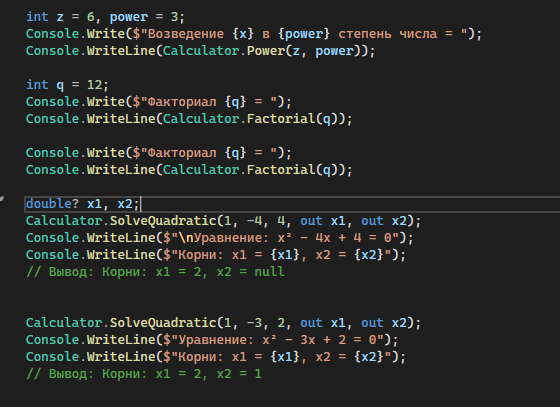 int z = 6, power = 3;
Console.Write($"Возведение {x} в {power} степень числа = ");
Console.WriteLine(Calculator.Power(z, power));
int q = 12;
Console.Write($"Факториал {q} = ");
Console.WriteLine(Calculator.Factorial(q));
Console.Write($"Факториал {q} = ");
Console.WriteLine(Calculator.Factorial(q));
double? x1, x2;
Calculator.SolveQuadratic(1, -4, 4, out x1, out x2);
Console.WriteLine($"\nУравнение: x² − 4x + 4 = 0");
Console.WriteLine($"Корни: x1 = {x1}, x2 = {x2}");
// Вывод: Корни: x1 = 2, x2 = null
Calculator.SolveQuadratic(1, -3, 2, out x1, out x2);
Console.WriteLine($"Уравнение: x² − 3x + 2 = 0");
Console.WriteLine($"Корни: x1 = {x1}, x2 = {x2}");
// Вывод: Корни: x1 = 2, x2 = 1